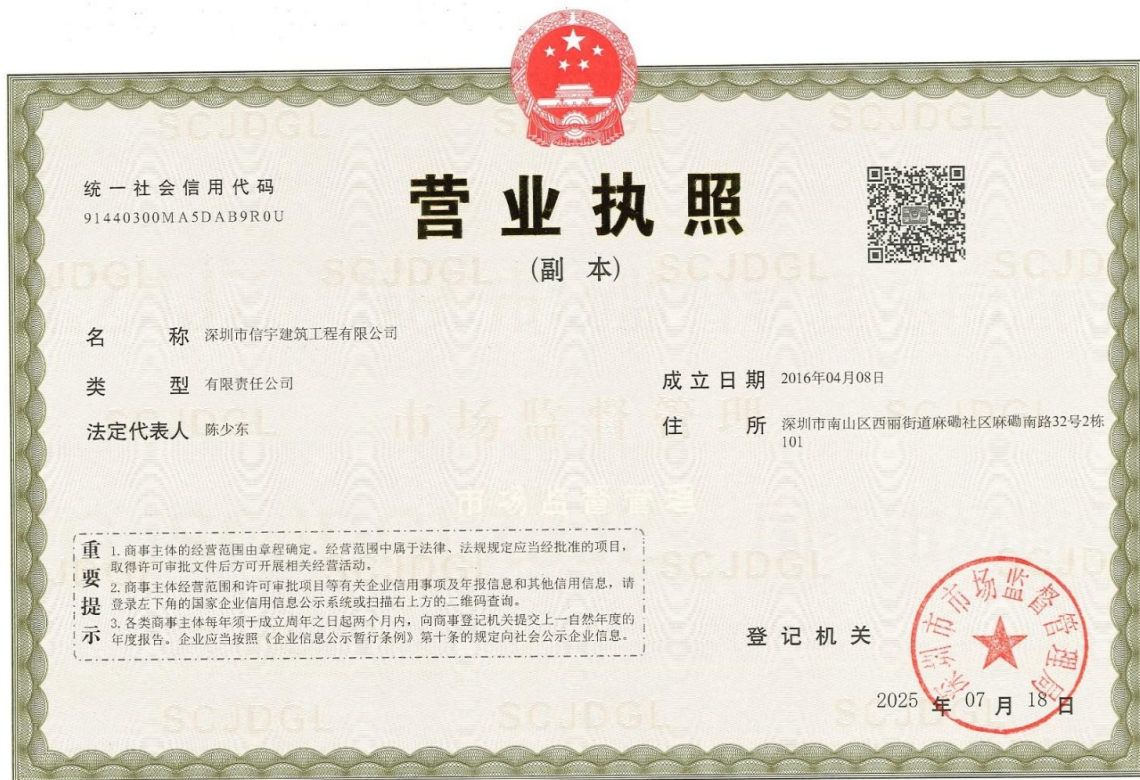 统一社会信用代码
91440300MA5DAB9R0U
营业执照
(副 本)
名 称 深圳市信宇建筑工程有限公司
类 型 有限责任公司
法定代表人 陈少东
成立日期 2016年04月08日
住 所 深圳市南山区西丽街道麻磡社区麻磡南路32号2栋
101
重要提示
1. 商事主体的经营范围由章程确定。经营范围中属于法律、法规规定应当经批准的项目，
取得许可审批文件后方可开展相关经营活动。
2. 商事主体经营范围和许可审批项目等有关企业信用事项及年报信息和其他信用信息，请
登录左下角的国家企业信用信息公示系统或扫描右上方的二维码查询。
3. 各类商事主体每年须于成立周年之日起两个月内，向商事登记机关提交上一自然年度的
年度报告。企业应当按照《企业信息公示暂行条例》第十条的规定向社会公示企业信息。
登记机关
深圳市市场监督管理局
2025 年 07 月 18 日
SCJDGL
市场监督管理
市场监督管理